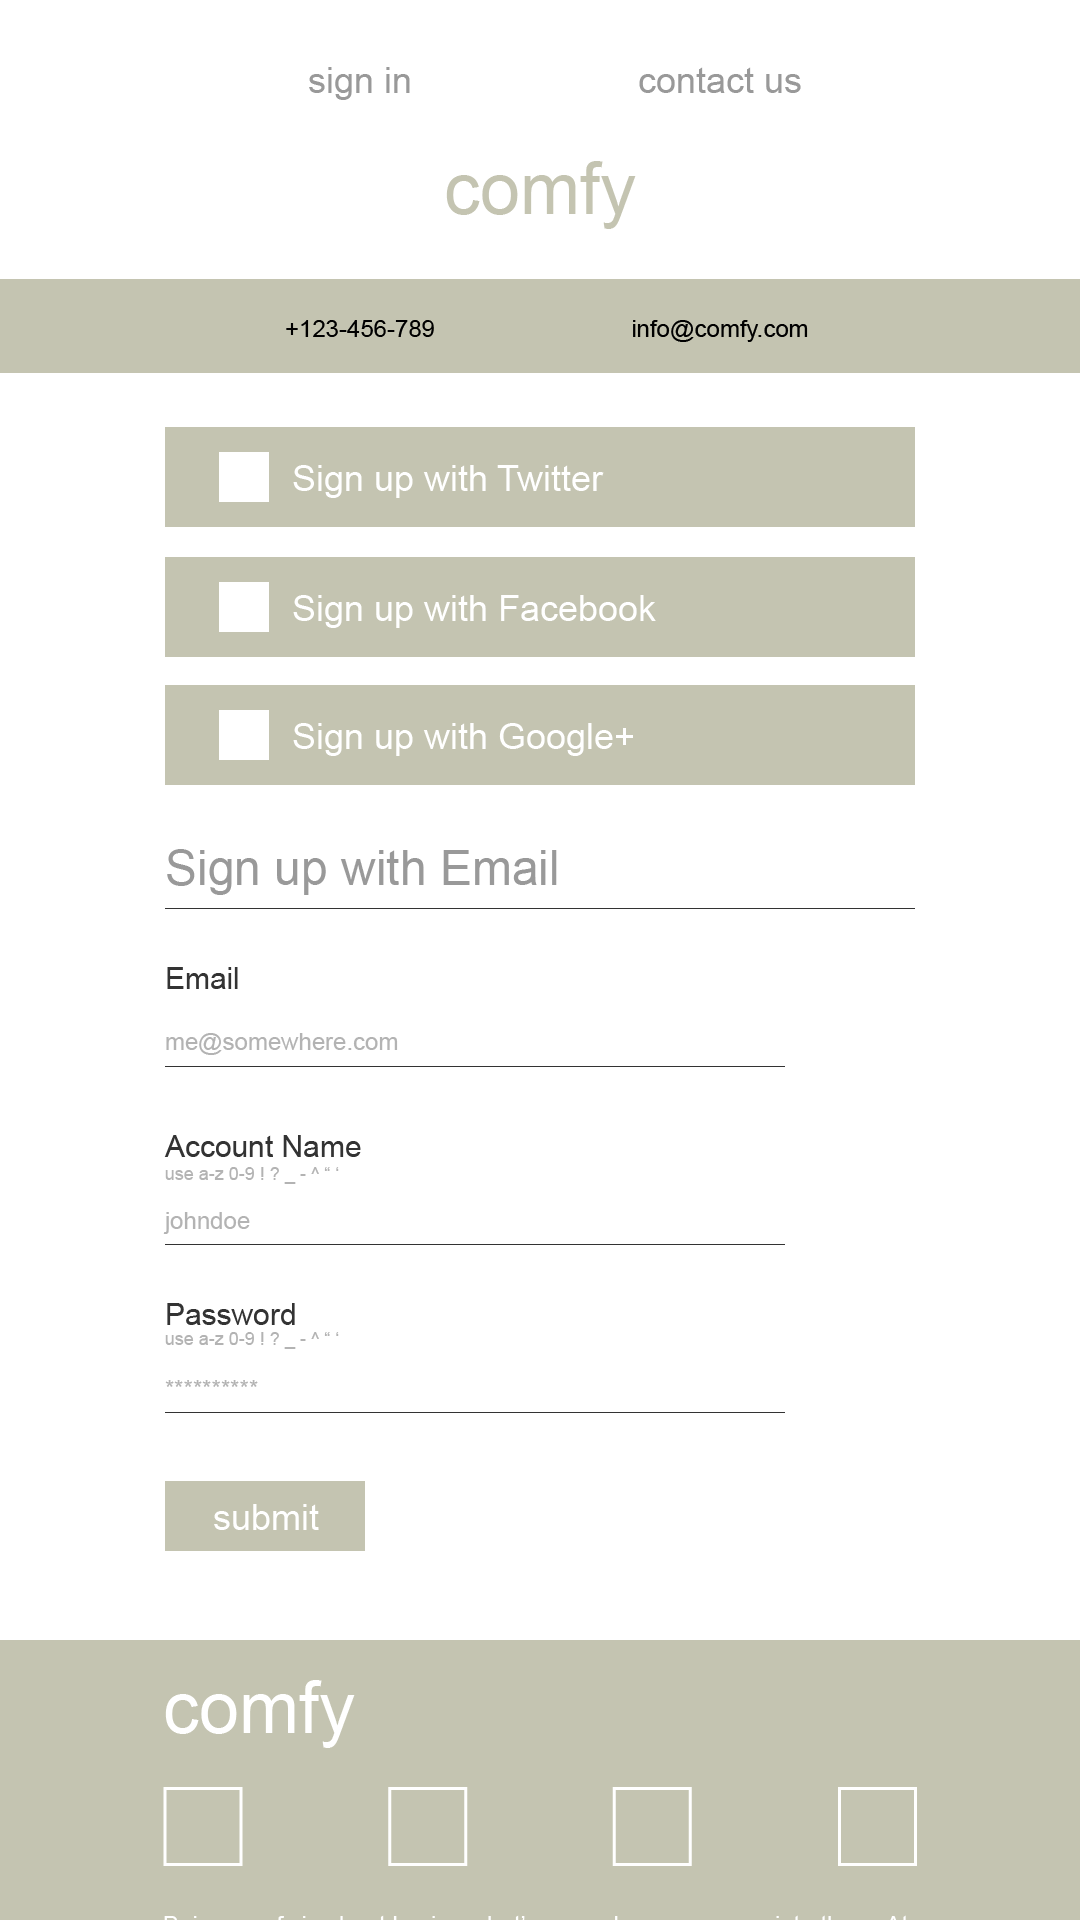 sign in contact us
comfy
+123-456-789 info@comfy.com
Sign up with Twitter
Sign up with Facebook
Sign up with Google+
Sign up with Email
Email
me@somewhere.com
Account Name
use a-z 0-9 ! ? _ - ^ “ ‘
johndoe
Password
use a-z 0-9 ! ? _ - ^ “ ‘
**********
submit
comfy